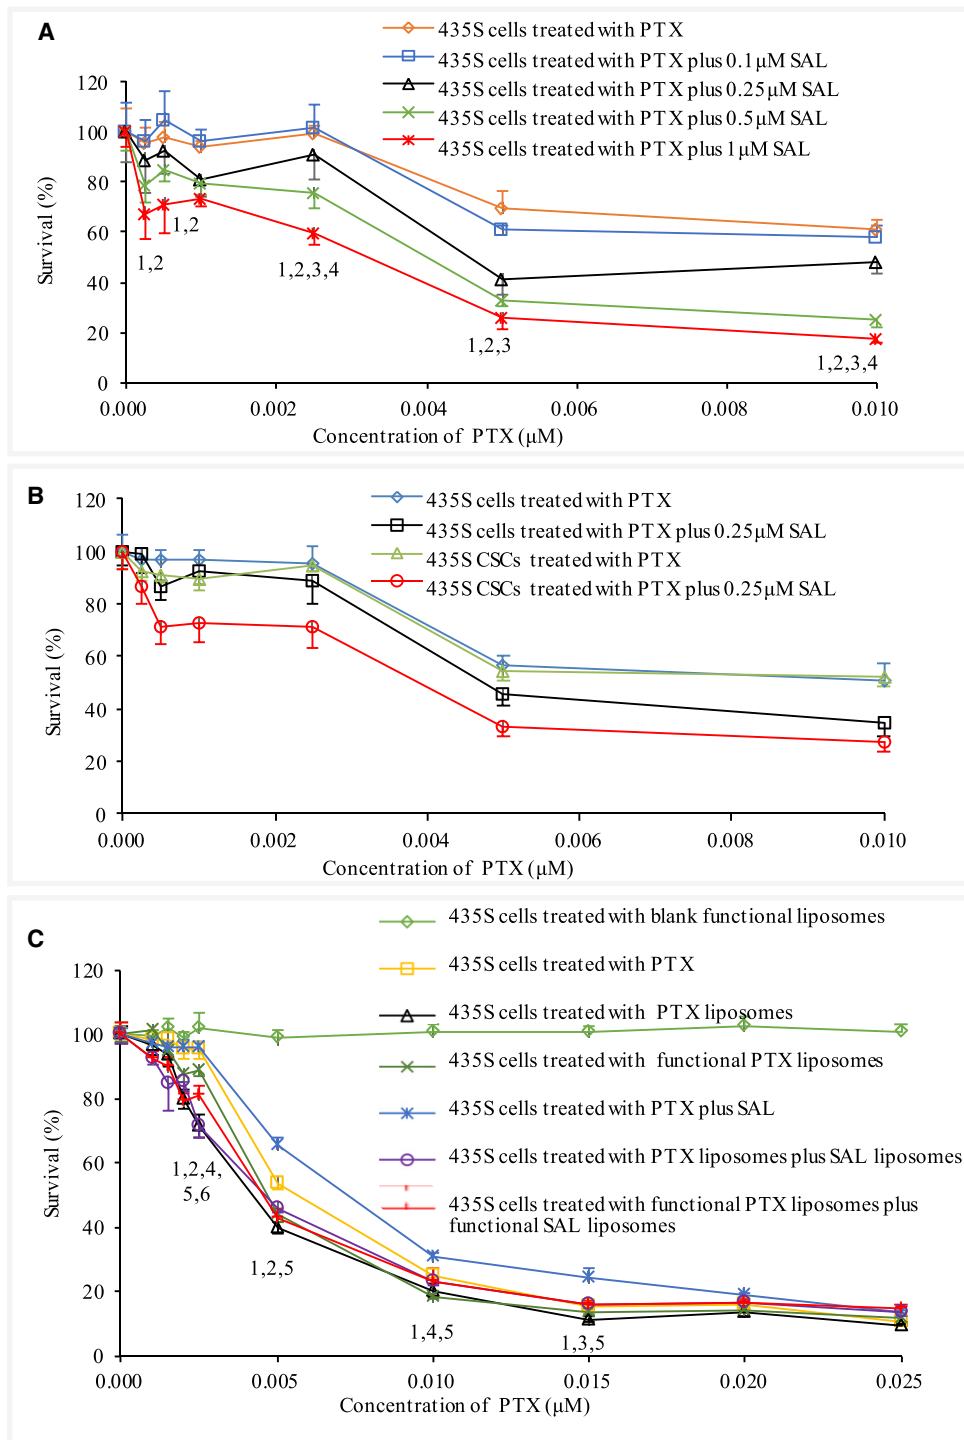 A
435S cells treated with PTX
435S cells treated with PTX plus 0.1μM SAL
435S cells treated with PTX plus 0.25μM SAL
435S cells treated with PTX plus 0.5μM SAL
435S cells treated with PTX plus 1μM SAL
120
100
80
60
40
20
0
Survival (%)
1,2
1,2
1,2,3,4
1,2,3
1,2,3,4
0.000 0.002 0.004 0.006 0.008 0.010
Concentration of PTX (μM)
B
435S cells treated with PTX
435S cells treated with PTX plus 0.25μM SAL
435S CSCs treated with PTX
435S CSCs treated with PTX plus 0.25μM SAL
120
100
80
60
40
20
0
Survival (%)
0.000 0.002 0.004 0.006 0.008 0.010
Concentration of PTX (μM)
C
435S cells treated with blank functional liposomes
435S cells treated with PTX
435S cells treated with PTX liposomes
435S cells treated with functional PTX liposomes
435S cells treated with PTX plus SAL
435S cells treated with PTX liposomes plus SAL liposomes
435S cells treated with functional PTX liposomes plus
functional SAL liposomes
120
100
80
60
40
20
0
Survival (%)
1,2,4,
5,6
1,2,5
1,4,5
1,3,5
0.000 0.005 0.010 0.015 0.020 0.025
Concentration of PTX (μM)